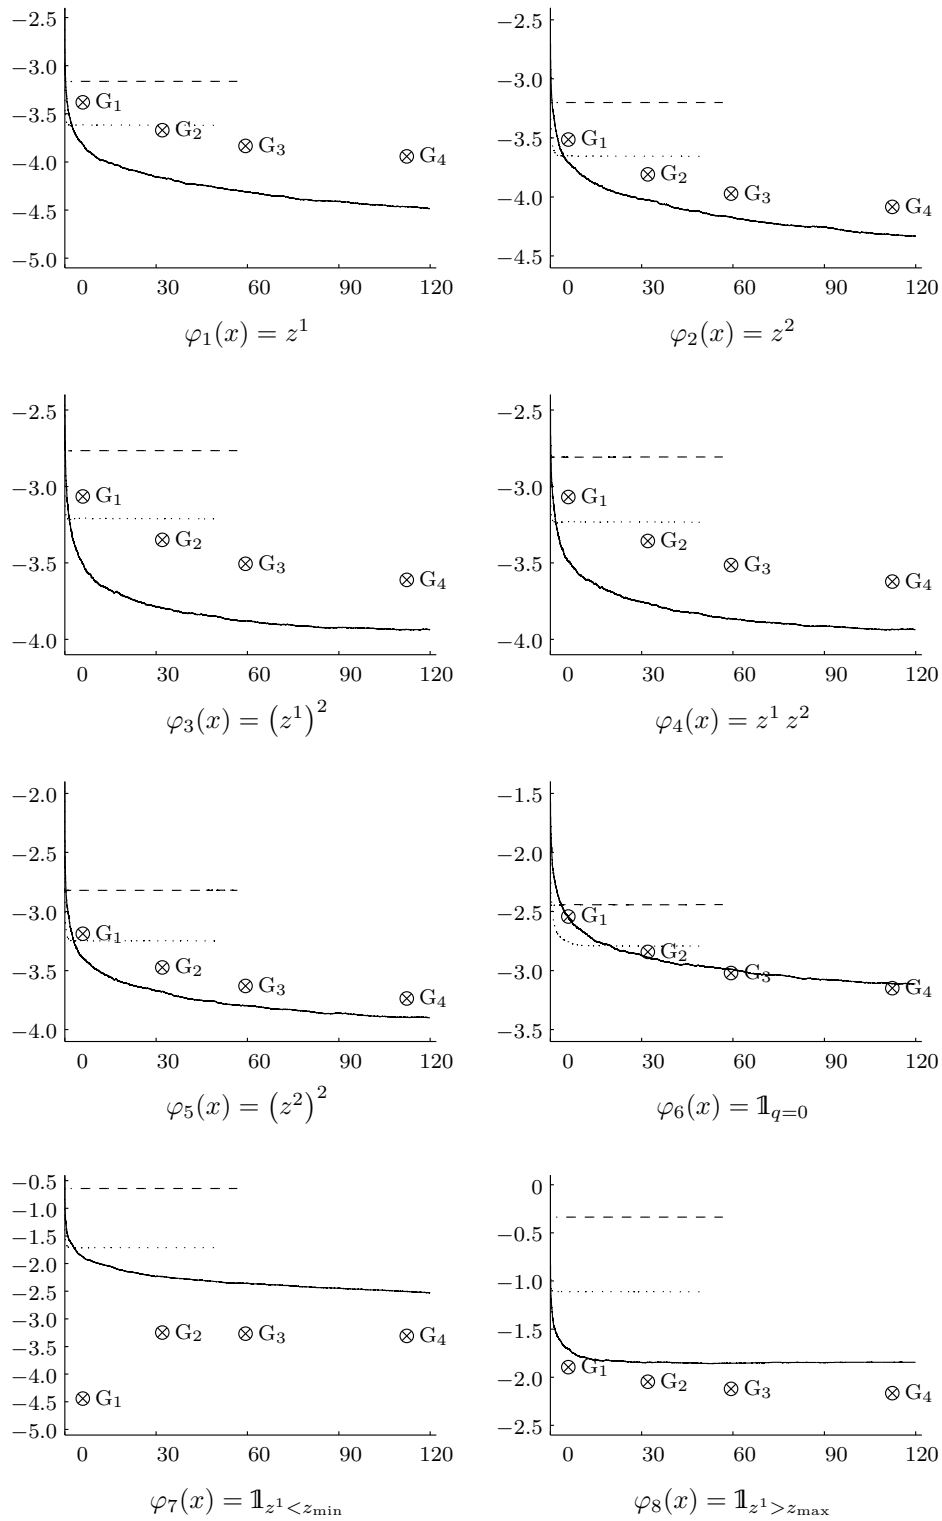 −2.5
−3.0
−3.5
−4.0
−4.5
−5.0
G₁
G₂
G₃
G₄
0 30 60 90 120
φ₁(x) = z¹
−2.5
−3.0
−3.5
−4.0
−4.5
G₁
G₂
G₃
G₄
0 30 60 90 120
φ₂(x) = z²
−2.5
−3.0
−3.5
−4.0
G₁
G₂
G₃
G₄
0 30 60 90 120
φ₃(x) = (z¹)²
−2.5
−3.0
−3.5
−4.0
G₁
G₂
G₃
G₄
0 30 60 90 120
φ₄(x) = z¹ z²
−2.0
−2.5
−3.0
−3.5
−4.0
G₁
G₂
G₃
G₄
0 30 60 90 120
φ₅(x) = (z²)²
−1.5
−2.0
−2.5
−3.0
−3.5
G₁
G₂
G₃
G₄
0 30 60 90 120
φ₆(x) = 𝟙_{q=0}
−0.5
−1.0
−1.5
−2.0
−2.5
−3.0
−3.5
−4.0
−4.5
−5.0
G₁
G₂
G₃
G₄
0 30 60 90 120
φ₇(x) = 𝟙_{z¹<z_min}
0
−0.5
−1.0
−1.5
−2.0
−2.5
G₁
G₂
G₃
G₄
0 30 60 90 120
φ₈(x) = 𝟙_{z¹>z_max}